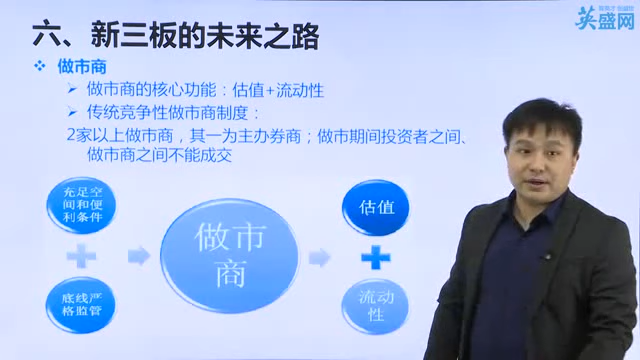 六、新三板的未来之路
英盛网
做市商
做市商的核心功能：估值+流动性
传统竞争性做市商制度：
2家以上做市商，其一为主办券商；做市期间投资者之间、
做市商之间不能成交
充足空
间和便
利条件
底线严
格监管
做市
商
估值
流动
性